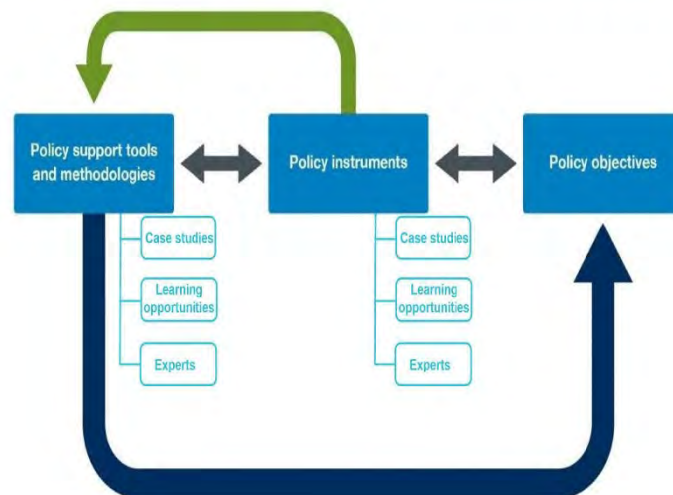 Policy support tools
and methodologies
Policy instruments
Policy objectives
Case studies
Learning
opportunities
Experts
Case studies
Learning
opportunities
Experts